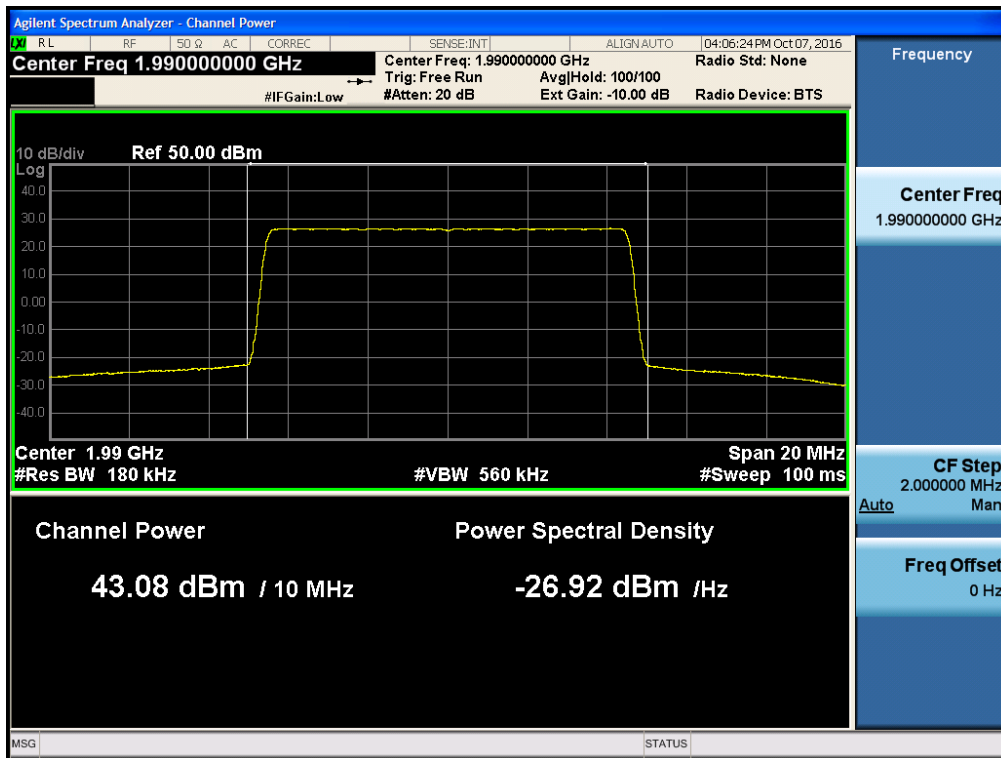 Agilent Spectrum Analyzer - Channel Power
LXI RL RF 50 Ω AC CORREC SENSE:INT ALIGNAUTO 04:06:24 PM Oct 07, 2016
Center Freq 1.990000000 GHz
Center Freq: 1.990000000 GHz Radio Std: None
Trig: Free Run Avg|Hold: 100/100
#IFGain:Low #Atten: 20 dB Ext Gain: -10.00 dB Radio Device: BTS
10 dB/div Ref 50.00 dBm
Log
40.0
30.0
20.0
10.0
0.00
-10.0
-20.0
-30.0
-40.0
Center 1.99 GHz Span 20 MHz
#Res BW 180 kHz #VBW 560 kHz #Sweep 100 ms
Channel Power Power Spectral Density
43.08 dBm / 10 MHz -26.92 dBm /Hz
MSG STATUS
Frequency
Center Freq
1.990000000 GHz
CF Step
2.000000 MHz
Auto Man
Freq Offset
0 Hz